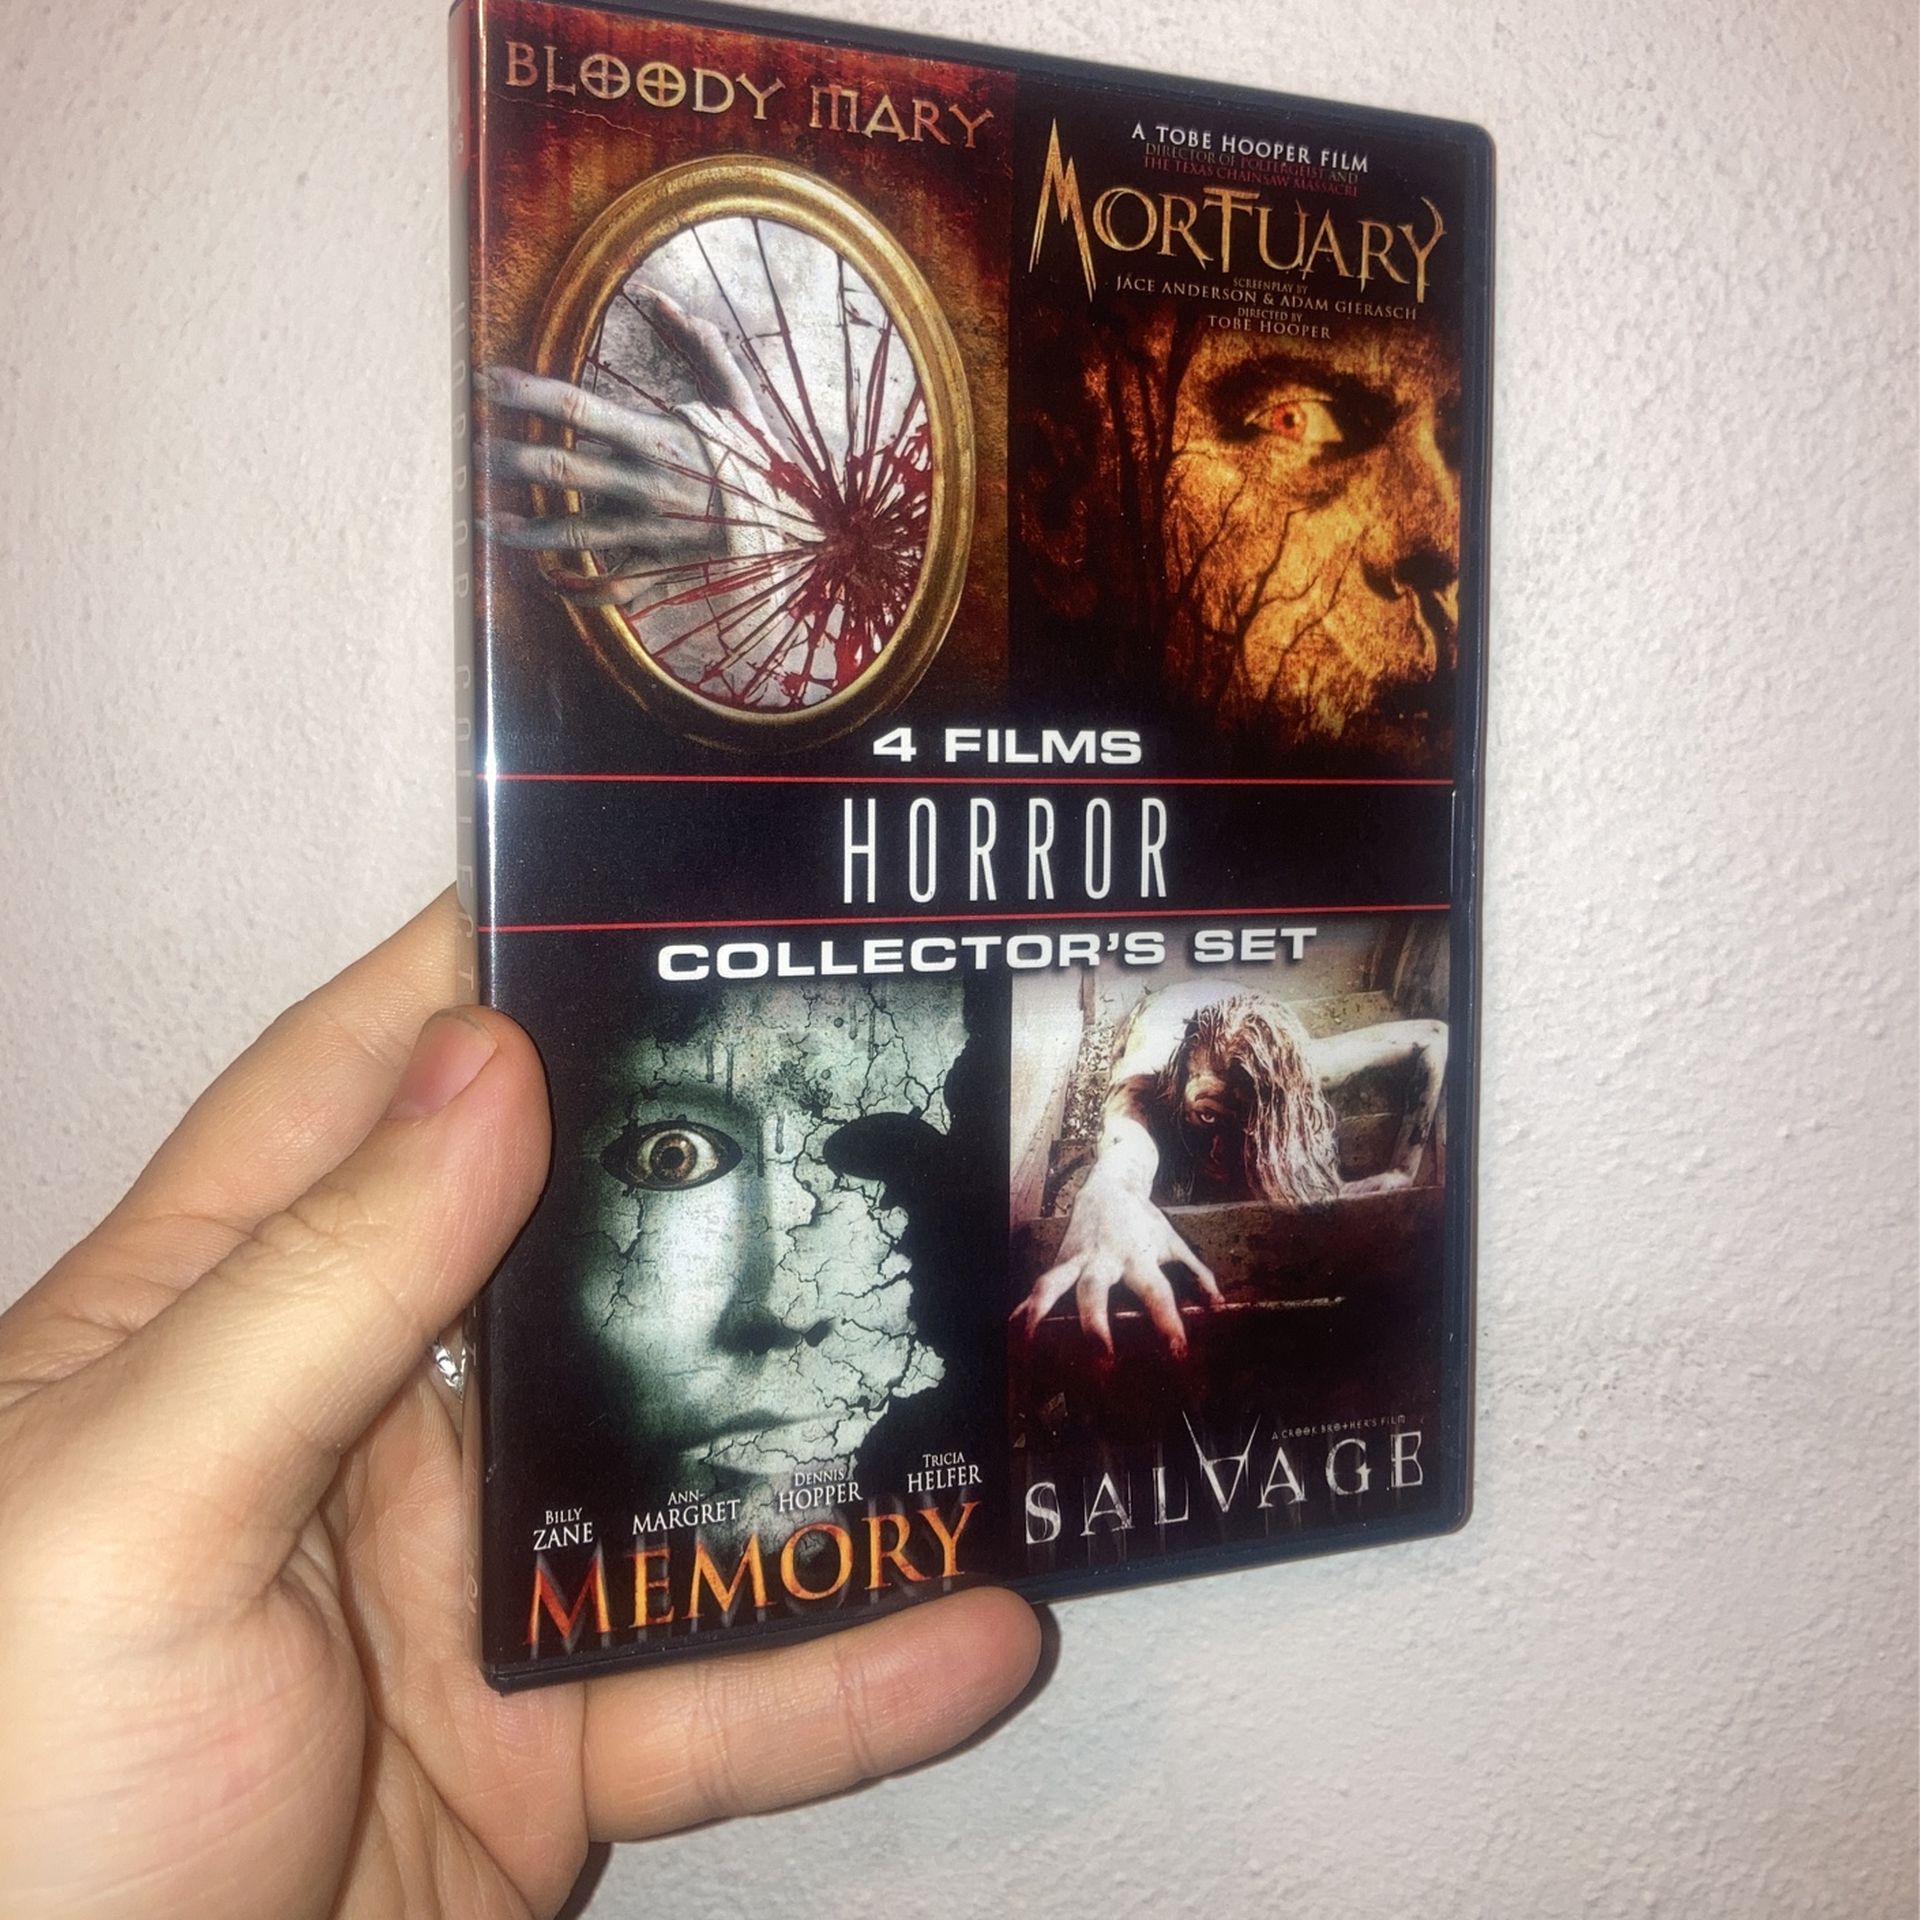 BLOODY MARY
A TOBE HOOPER FILM
DIRECTOR OF POLTERGEIST AND
THE TEXAS CHAINSAW MASSACRE
MORTUARY
SCREENPLAY BY
JACE ANDERSON & ADAM GIERASCH
DIRECTED BY
TOBE HOOPER
4 FILMS
HORROR
COLLECTOR'S SET
BILLY ZANE
ANN-MARGRET
DENNIS HOPPER
TRICIA HELFER
MEMORY
A CROOK BROTHER'S FILM
SALVAGE
HORROR COLLECT